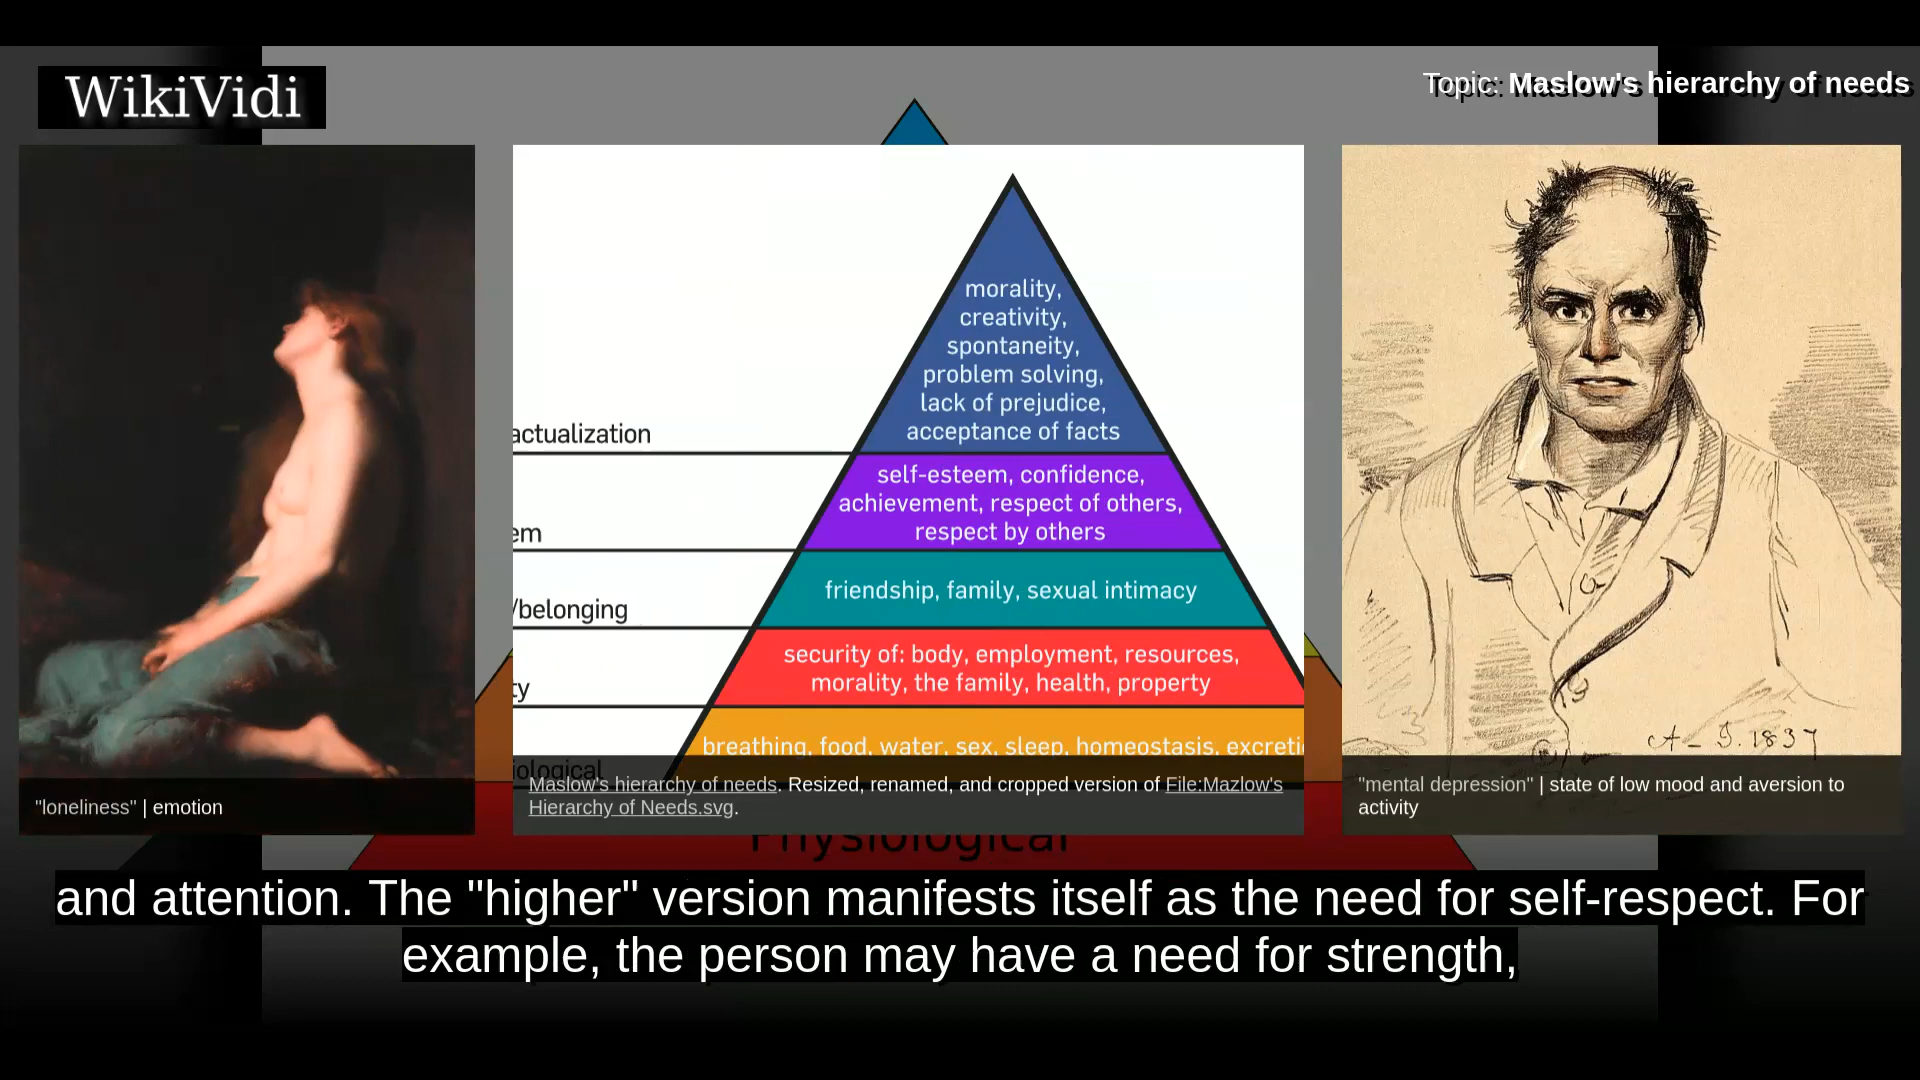 WikiVidi
Topic: Maslow's hierarchy of needs
morality,
creativity,
spontaneity,
problem solving,
lack of prejudice,
acceptance of facts
actualization
self-esteem, confidence,
achievement, respect of others,
respect by others
em
friendship, family, sexual intimacy
/belonging
security of: body, employment, resources,
morality, the family, health, property
ty
breathing, food, water, sex, sleep, homeostasis, excreti
iological
A-S. 1837
"loneliness" | emotion
Maslow's hierarchy of needs. Resized, renamed, and cropped version of File:Mazlow's
Hierarchy of Needs.svg.
"mental depression" | state of low mood and aversion to
activity
Physiological
and attention. The "higher" version manifests itself as the need for self-respect. For
example, the person may have a need for strength,